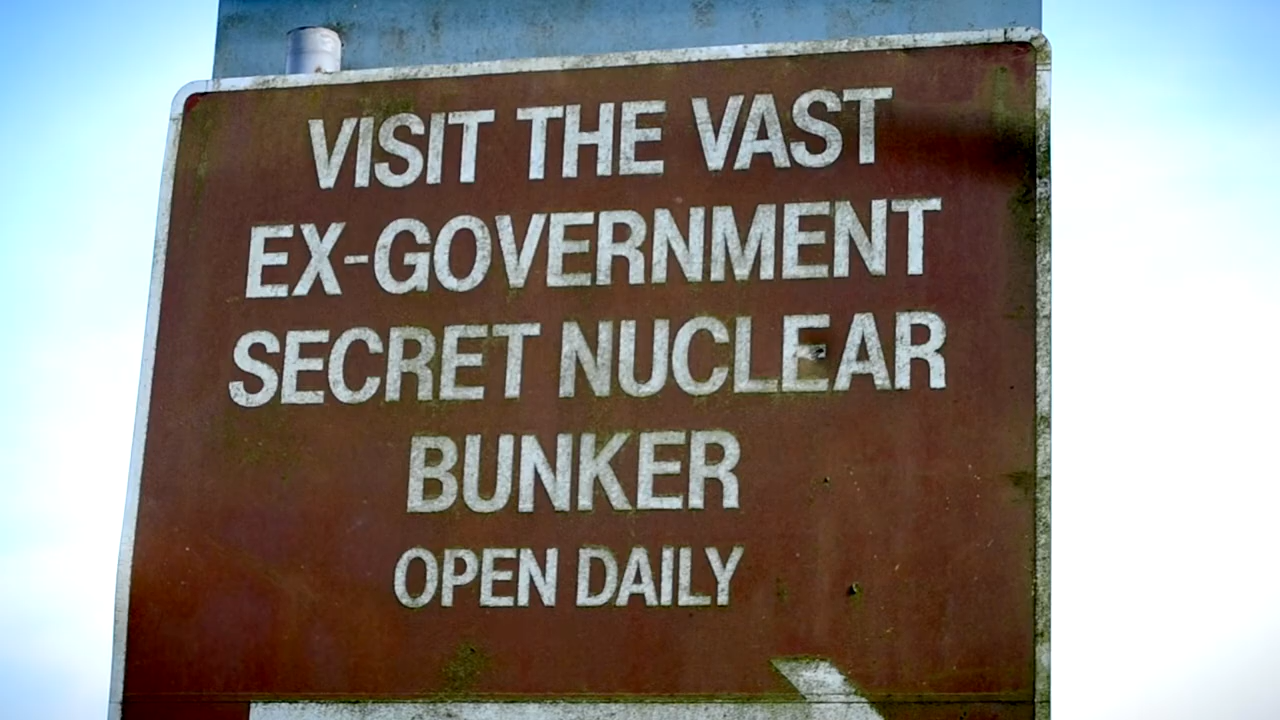 VISIT THE VAST
EX-GOVERNMENT
SECRET NUCLEAR
BUNKER
OPEN DAILY